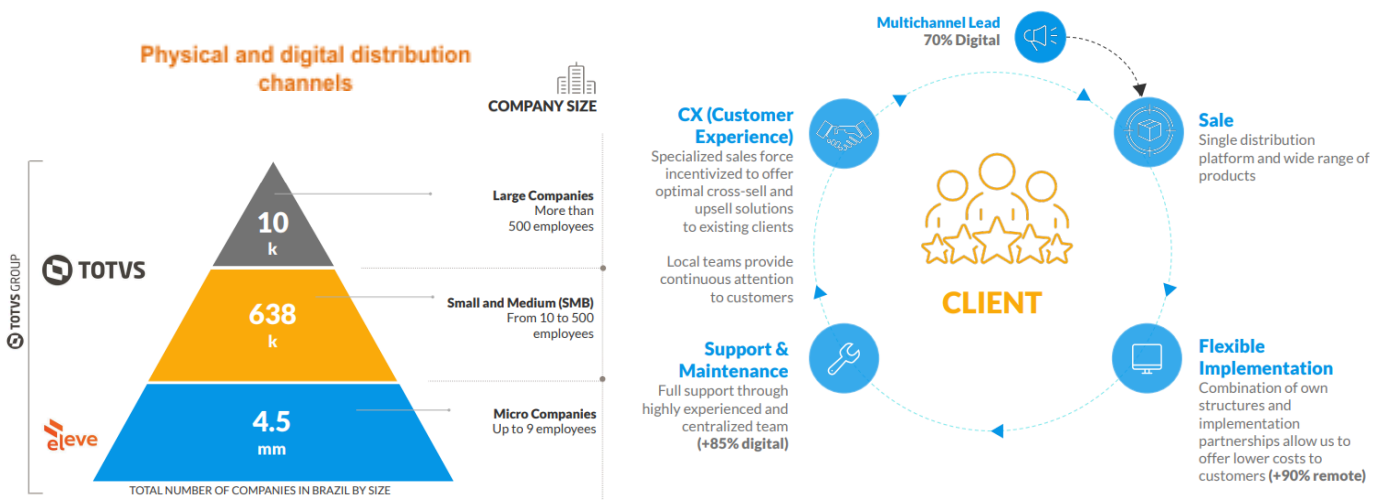 Physical and digital distribution
channels
COMPANY SIZE
TOTVS GROUP
TOTVS
eleve
10
k
638
k
4.5
mm
Large Companies
More than
500 employees
Small and Medium (SMB)
From 10 to 500
employees
Micro Companies
Up to 9 employees
TOTAL NUMBER OF COMPANIES IN BRAZIL BY SIZE
Multichannel Lead
70% Digital
Sale
Single distribution
platform and wide range of
products
Flexible
Implementation
Combination of own
structures and
implementation
partnerships allow us to
offer lower costs to
customers (+90% remote)
Support &
Maintenance
Full support through
highly experienced and
centralized team
(+85% digital)
CX (Customer
Experience)
Specialized sales force
incentivized to offer
optimal cross-sell and
upsell solutions
to existing clients
Local teams provide
continuous attention
to customers
CLIENT